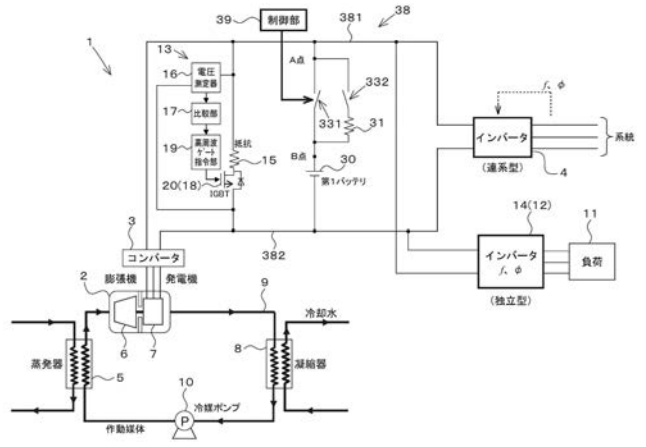 39
制御部
38
381
1
13
16
電圧
測定器
A点
332
17
比較部
331
31
f、φ
インバータ
系統
(連系型)
4
19
高周波
ゲート
指令部
抵抗
15
B点
30
第1バッテリ
20(18)
IGBT
3
コンバータ
382
14(12)
インバータ
f、φ
(独立型)
11
負荷
2
膨張機
発電機
6
7
9
冷却水
蒸発器
5
8
凝縮器
10
冷媒ポンプ
P
作動媒体